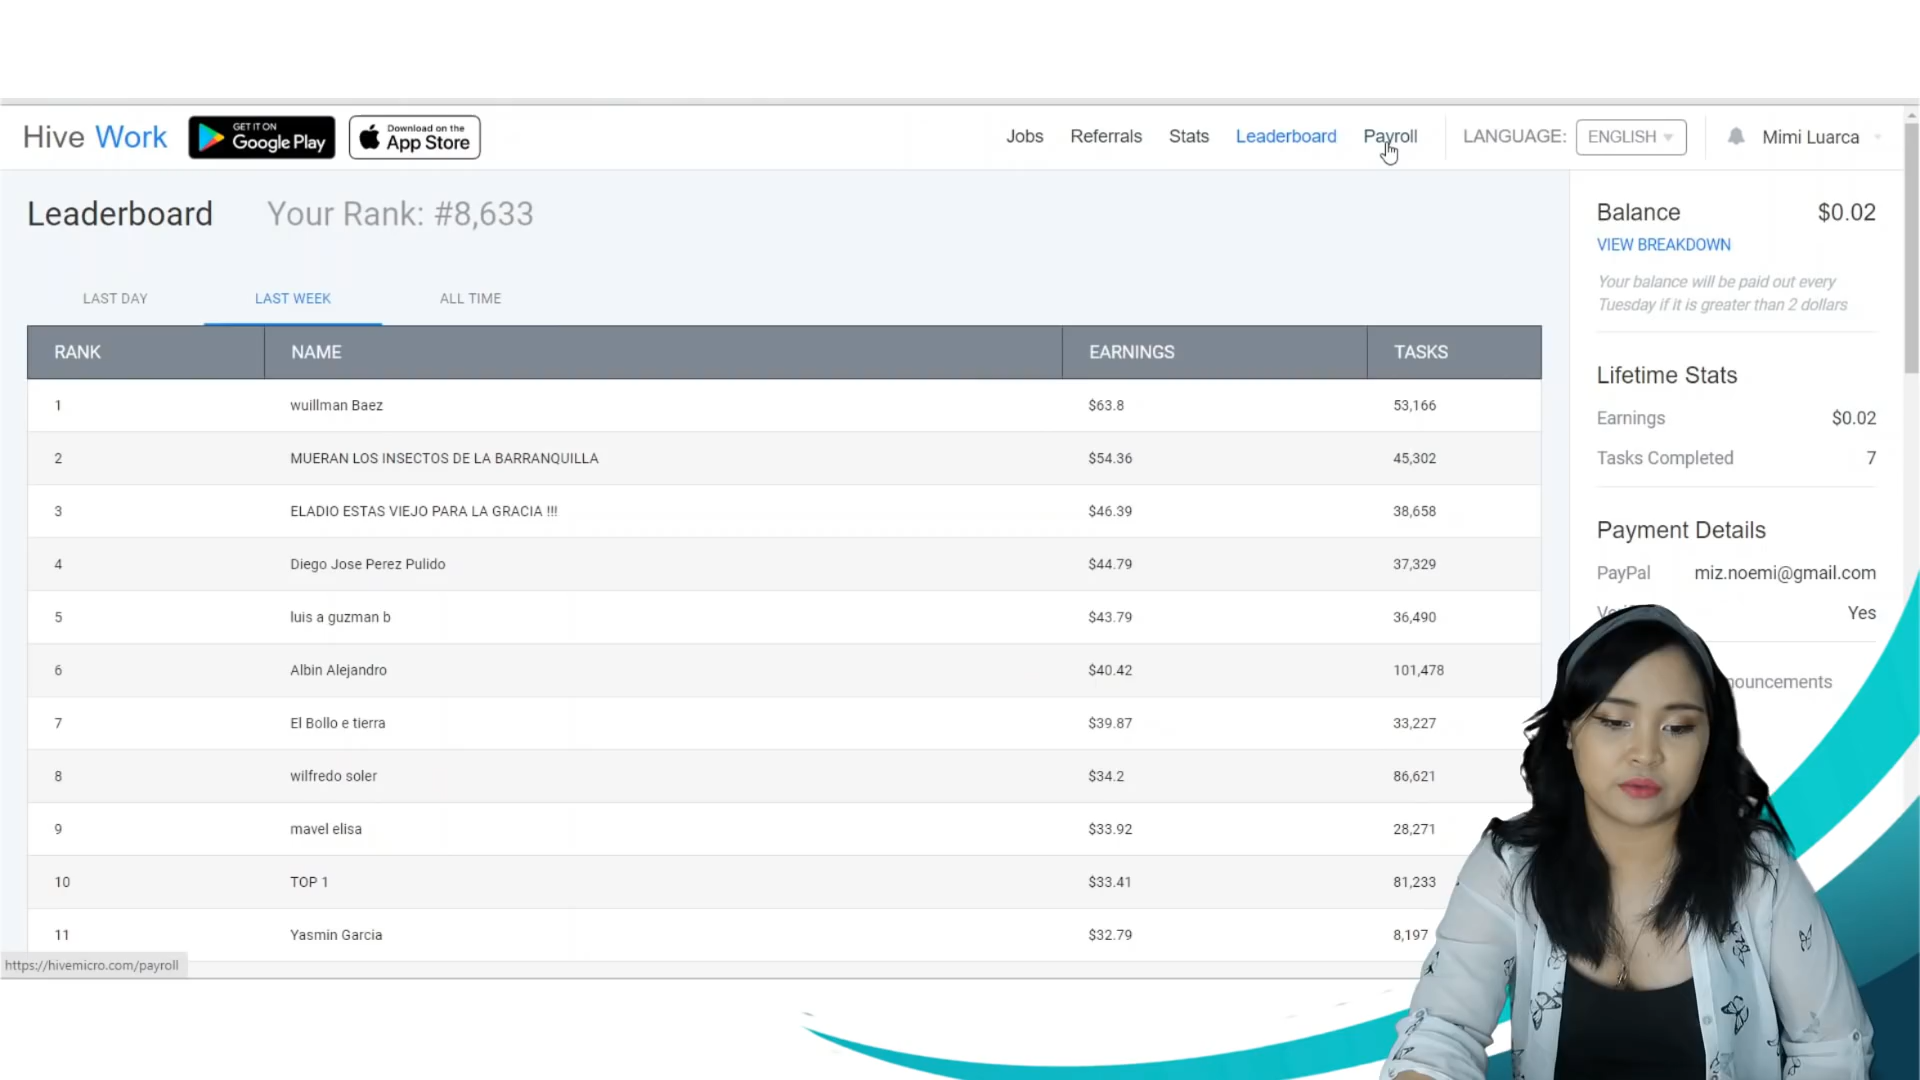 Hive Work
GET IT ON
Google Play
Download on the
App Store
Jobs Referrals Stats Leaderboard Payroll
LANGUAGE: ENGLISH
Mimi Luarca
Leaderboard Your Rank: #8,633
LAST DAY LAST WEEK ALL TIME
RANK NAME EARNINGS TASKS
1 wuillman Baez $63.8 53,166
2 MUERAN LOS INSECTOS DE LA BARRANQUILLA $54.36 45,302
3 ELADIO ESTAS VIEJO PARA LA GRACIA !!! $46.39 38,658
4 Diego Jose Perez Pulido $44.79 37,329
5 luis a guzman b $43.79 36,490
6 Albin Alejandro $40.42 101,478
7 El Bollo e tierra $39.87 33,227
8 wilfredo soler $34.2 86,621
9 mavel elisa $33.92 28,271
10 TOP 1 $33.41 81,233
11 Yasmin Garcia $32.79 8,197
https://hivemicro.com/payroll
Balance $0.02
VIEW BREAKDOWN
Your balance will be paid out every
Tuesday if it is greater than 2 dollars
Lifetime Stats
Earnings $0.02
Tasks Completed 7
Payment Details
PayPal miz.noemi@gmail.com
Yes